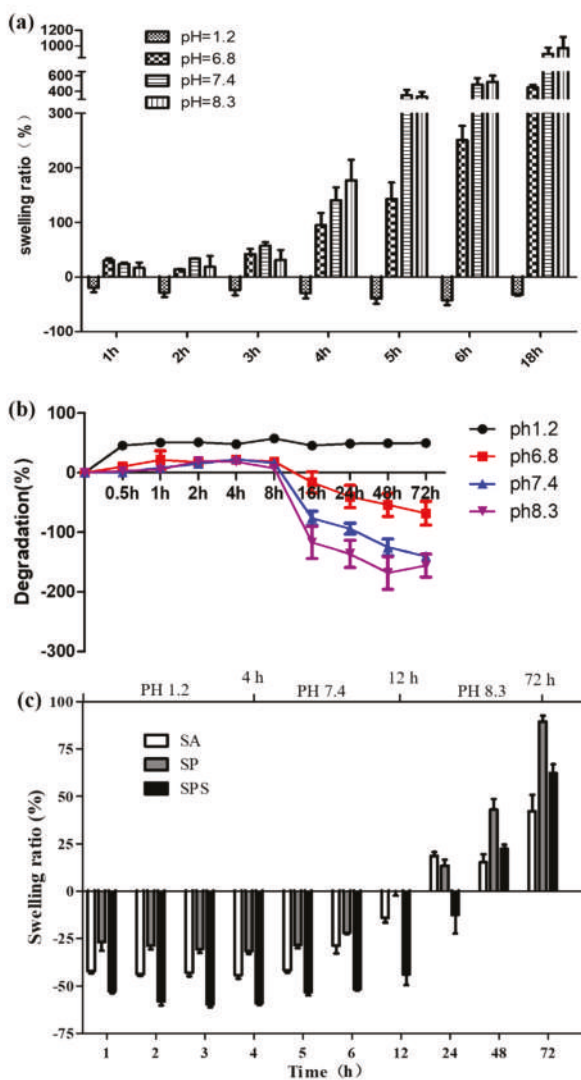 (a)
pH=1.2
pH=6.8
pH=7.4
pH=8.3
swelling ratio（%）
1200
1000
800
600
400
300
200
100
0
-100
1h
2h
3h
4h
5h
6h
18h
(b)
ph1.2
ph6.8
ph7.4
ph8.3
Degradation(%)
100
0
-100
-200
-300
0.5h
1h
2h
4h
8h
16h
24h
48h
72h
(c)
PH 1.2
4 h
PH 7.4
12 h
PH 8.3
72 h
SA
SP
SPS
Swelling ratio (%)
100
75
50
25
0
-25
-50
-75
1
2
3
4
5
6
12
24
48
72
Time（h）